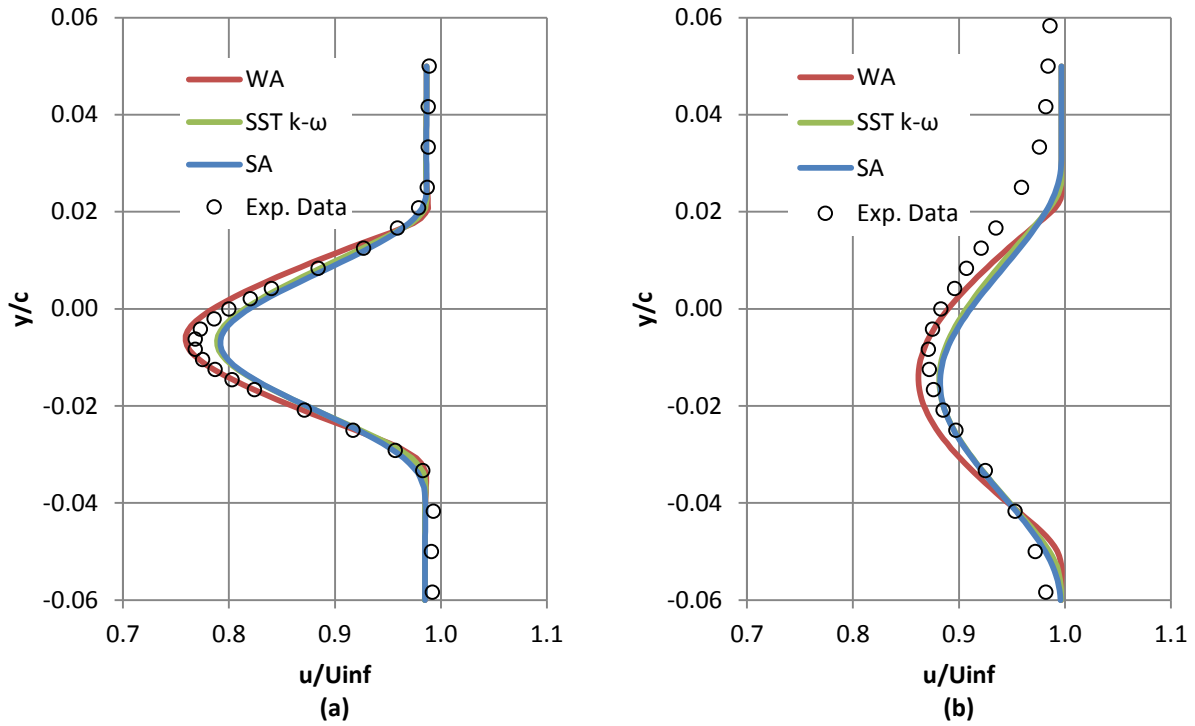 0.06
0.04
0.02
0.00
-0.02
-0.04
-0.06
y/c
WA
SST k-ω
SA
Exp. Data
0.7 0.8 0.9 1.0 1.1
u/Uinf
(a)
0.06
0.04
0.02
0.00
-0.02
-0.04
-0.06
y/c
WA
SST k-ω
SA
Exp. Data
0.7 0.8 0.9 1.0 1.1
u/Uinf
(b)